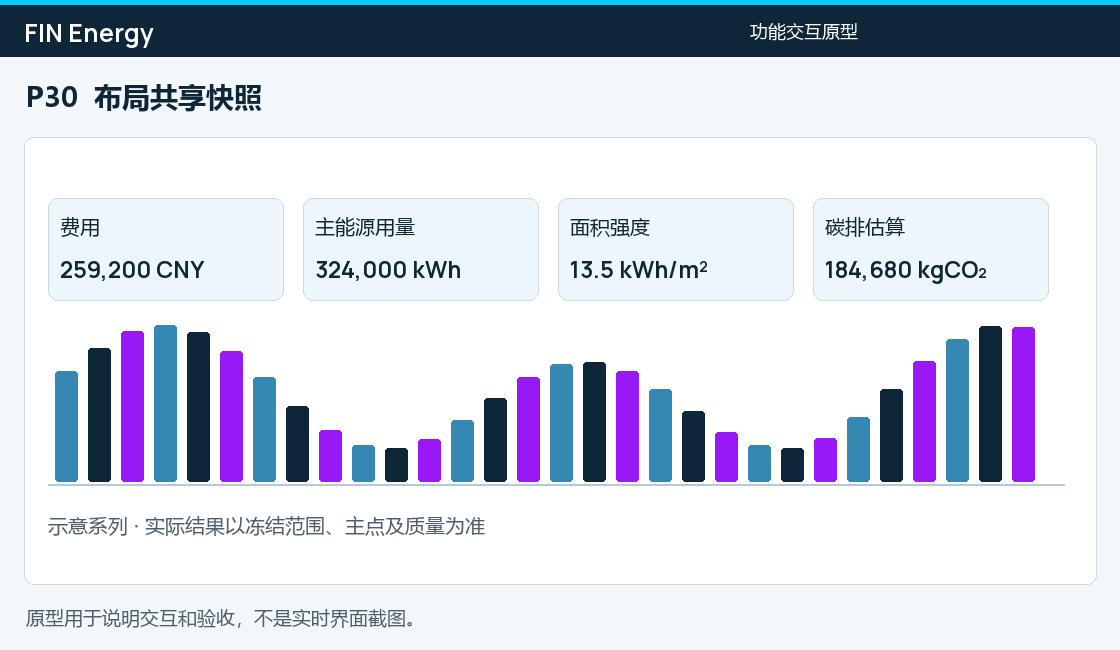 FIN Energy
功能交互原型
P30 布局共享快照
费用
259,200 CNY
主能源用量
324,000 kWh
面积强度
13.5 kWh/m²
碳排估算
184,680 kgCO₂
示意系列 · 实际结果以冻结范围、主点及质量为准
原型用于说明交互和验收，不是实时界面截图。